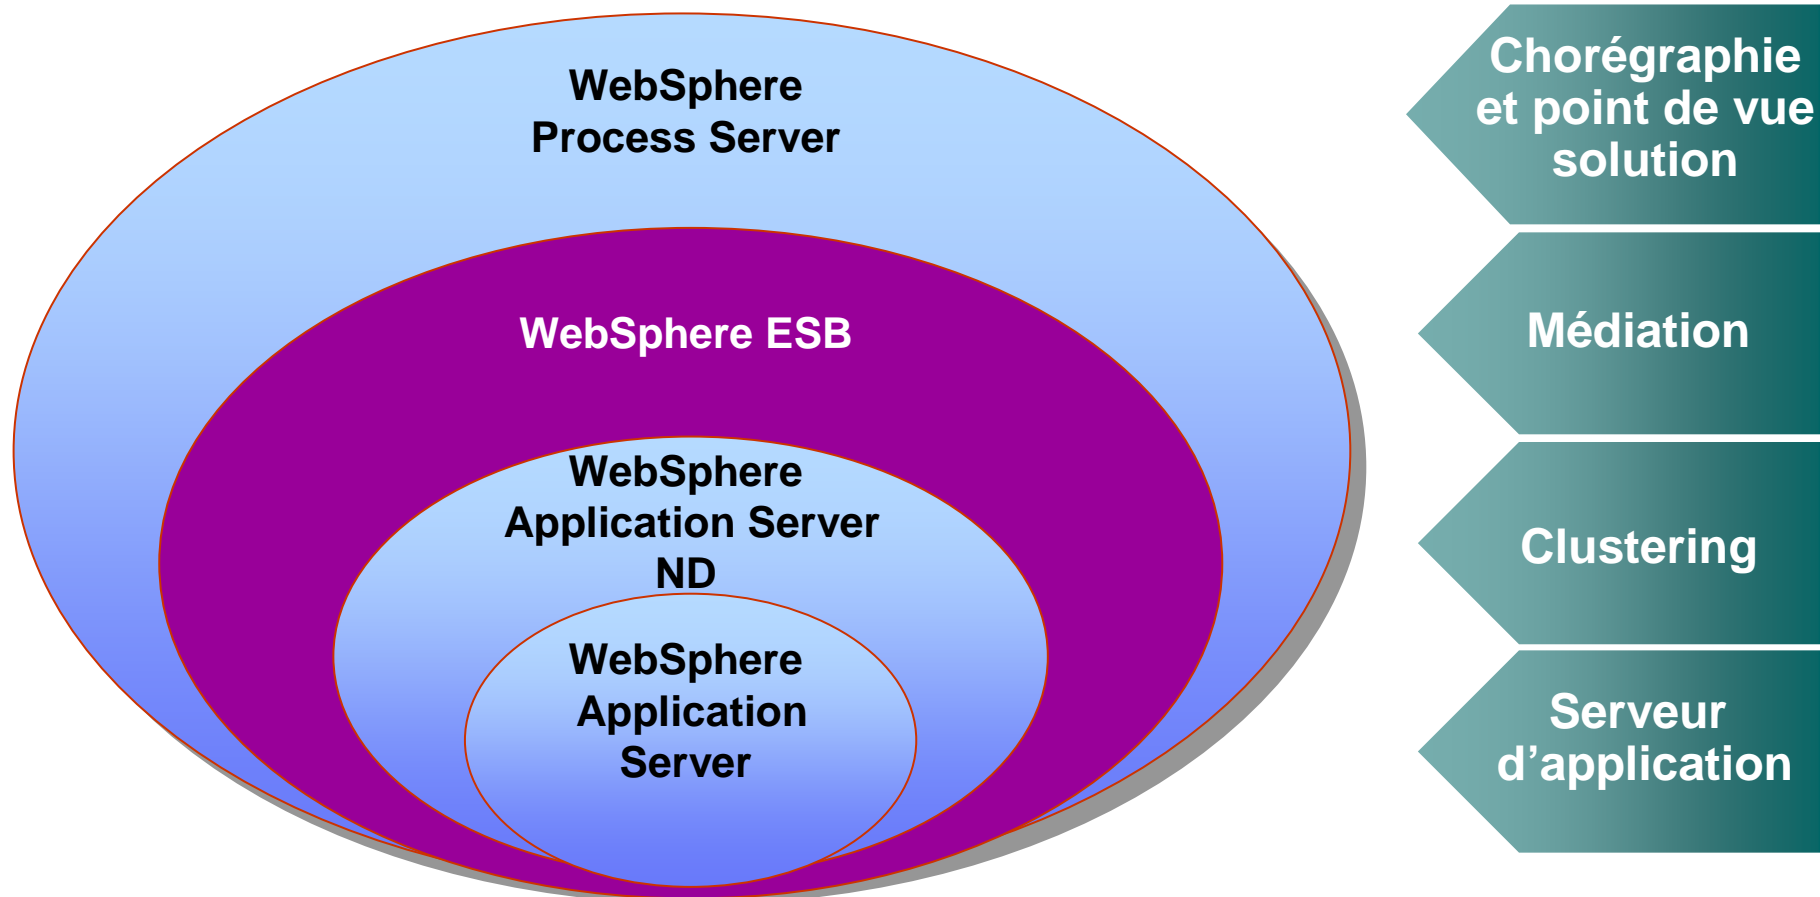 WebSphere
Process Server
WebSphere ESB
WebSphere
Application Server
ND
WebSphere
Application
Server
Chorégraphie
et point de vue
solution
Médiation
Clustering
Serveur
d’application